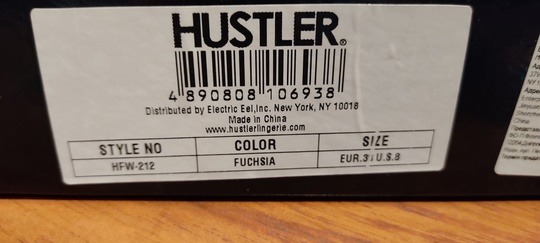 HUSTLER®
4 890808 106938
Distributed by Electric Eel,Inc. New York, NY 10018
Made in China
www.hustlerlingerie.com
STYLE NO COLOR SIZE
HFW-212 FUCHSIA U.S.8